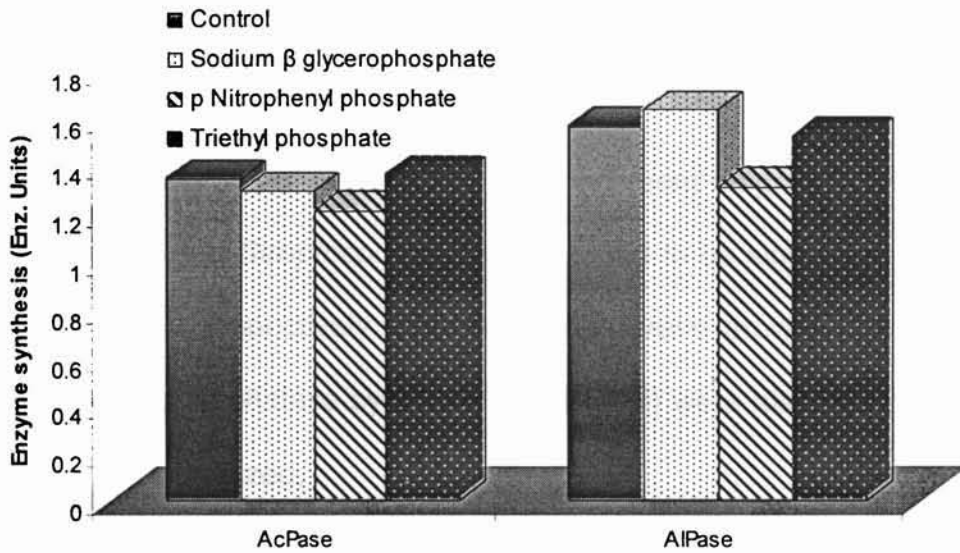 Control
Sodium β glycerophosphate
p Nitrophenyl phosphate
Triethyl phosphate
Enzyme synthesis (Enz. Units)
1.8
1.6
1.4
1.2
1
0.8
0.6
0.4
0.2
0
AcPase
AlPase